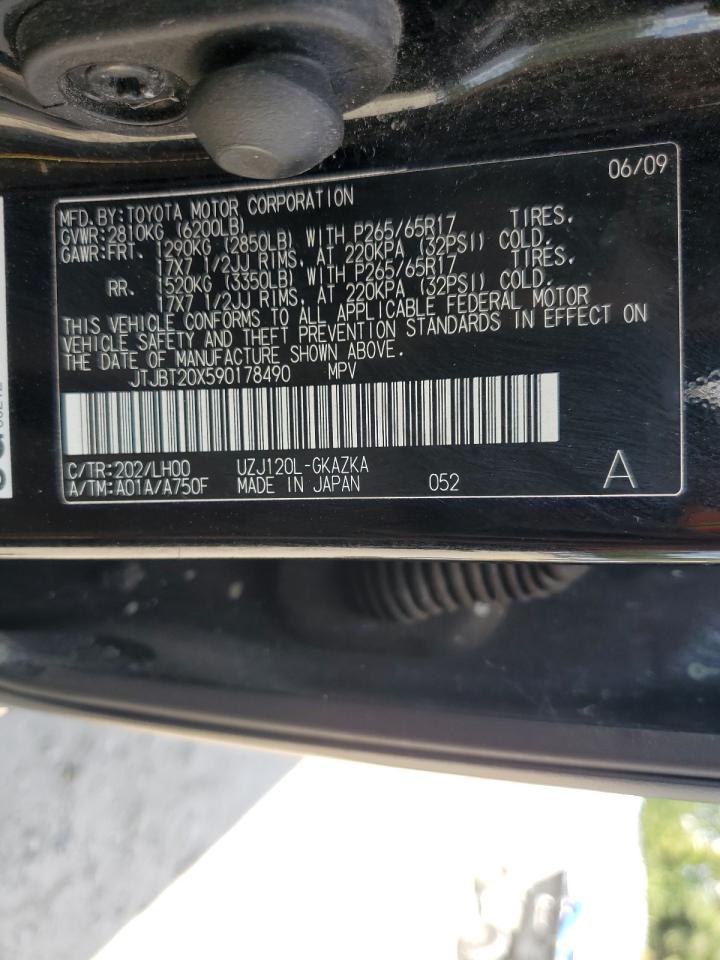 06/09
MFD.BY:TOYOTA MOTOR CORPORATION
GVWR:2810KG (6200LB)
GAWR:FRT. 1290KG (2850LB) WITH P265/65R17 TIRES,
17X7 1/2JJ RIMS, AT 220KPA (32PSI) COLD.
RR. 1520KG (3350LB) WITH P265/65R17 TIRES,
17X7 1/2JJ RIMS, AT 220KPA (32PSI) COLD.
THIS VEHICLE CONFORMS TO ALL APPLICABLE FEDERAL MOTOR
VEHICLE SAFETY AND THEFT PREVENTION STANDARDS IN EFFECT ON
THE DATE OF MANUFACTURE SHOWN ABOVE.
JTJBT20X590178490 MPV
C/TR:202/LH00 UZJ120L-GKAZKA
A/TM:A01A/A750F MADE IN JAPAN 052 A